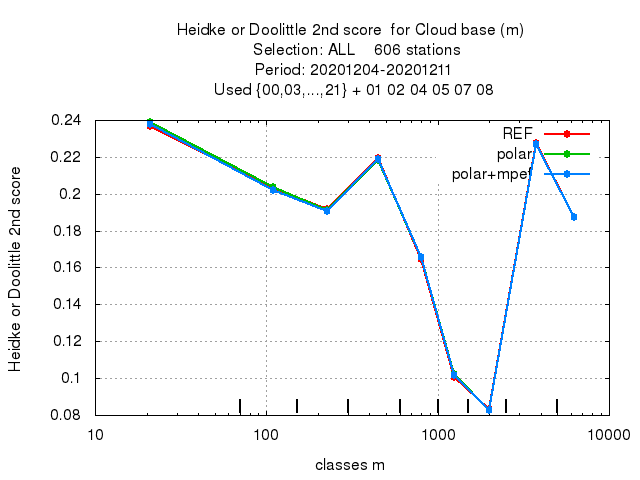 Heidke or Doolittle 2nd score  for Cloud base (m)
Selection: ALL    606 stations
Period: 20201204-20201211
Used {00,03,...,21} + 01 02 04 05 07 08
Heidke or Doolittle 2nd score
0.24
0.22
0.2
0.18
0.16
0.14
0.12
0.1
0.08
REF
polar
polar+mpef
10
100
1000
10000
classes m